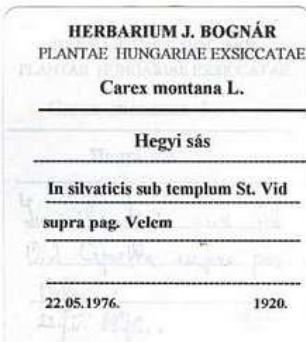 HERBARIUM J. BOGNÁR
PLANTAE HUNGARIAE EXSICCATAE
Carex montana L.
Hegyi sás
In silvaticis sub templum St. Vid
supra pag. Velem
22.05.1976. 1920.